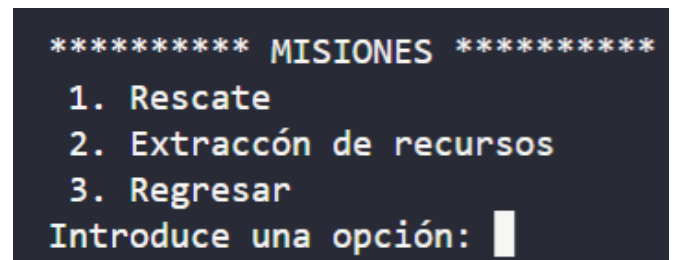 ********** MISIONES **********
1. Rescate
2. Extraccón de recursos
3. Regresar
Introduce una opción: